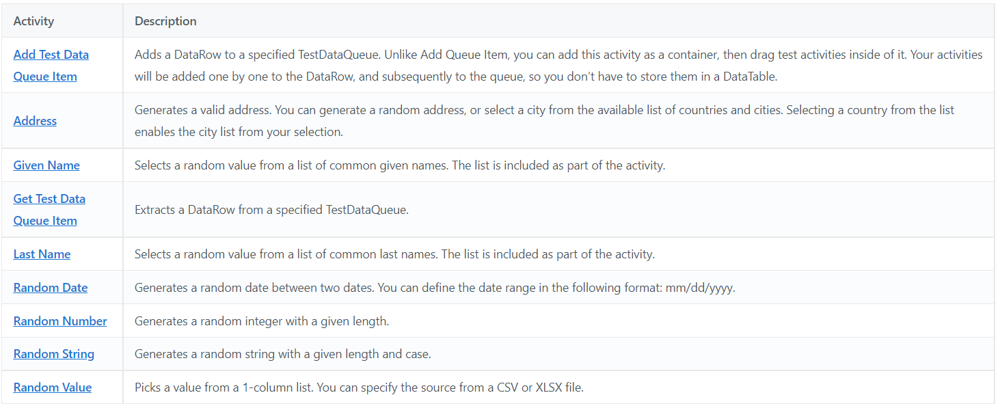 Activity
Description
Add Test Data
Queue Item
Adds a DataRow to a specified TestDataQueue. Unlike Add Queue Item, you can add this activity as a container, then drag test activities inside of it. Your activities
will be added one by one to the DataRow, and subsequently to the queue, so you don't have to store them in a DataTable.
Address
Generates a valid address. You can generate a random address, or select a city from the available list of countries and cities. Selecting a country from the list
enables the city list from your selection.
Given Name
Selects a random value from a list of common given names. The list is included as part of the activity.
Get Test Data
Queue Item
Extracts a DataRow from a specified TestDataQueue.
Last Name
Selects a random value from a list of common last names. The list is included as part of the activity.
Random Date
Generates a random date between two dates. You can define the date range in the following format: mm/dd/yyyy.
Random Number
Generates a random integer with a given length.
Random String
Generates a random string with a given length and case.
Random Value
Picks a value from a 1-column list. You can specify the source from a CSV or XLSX file.